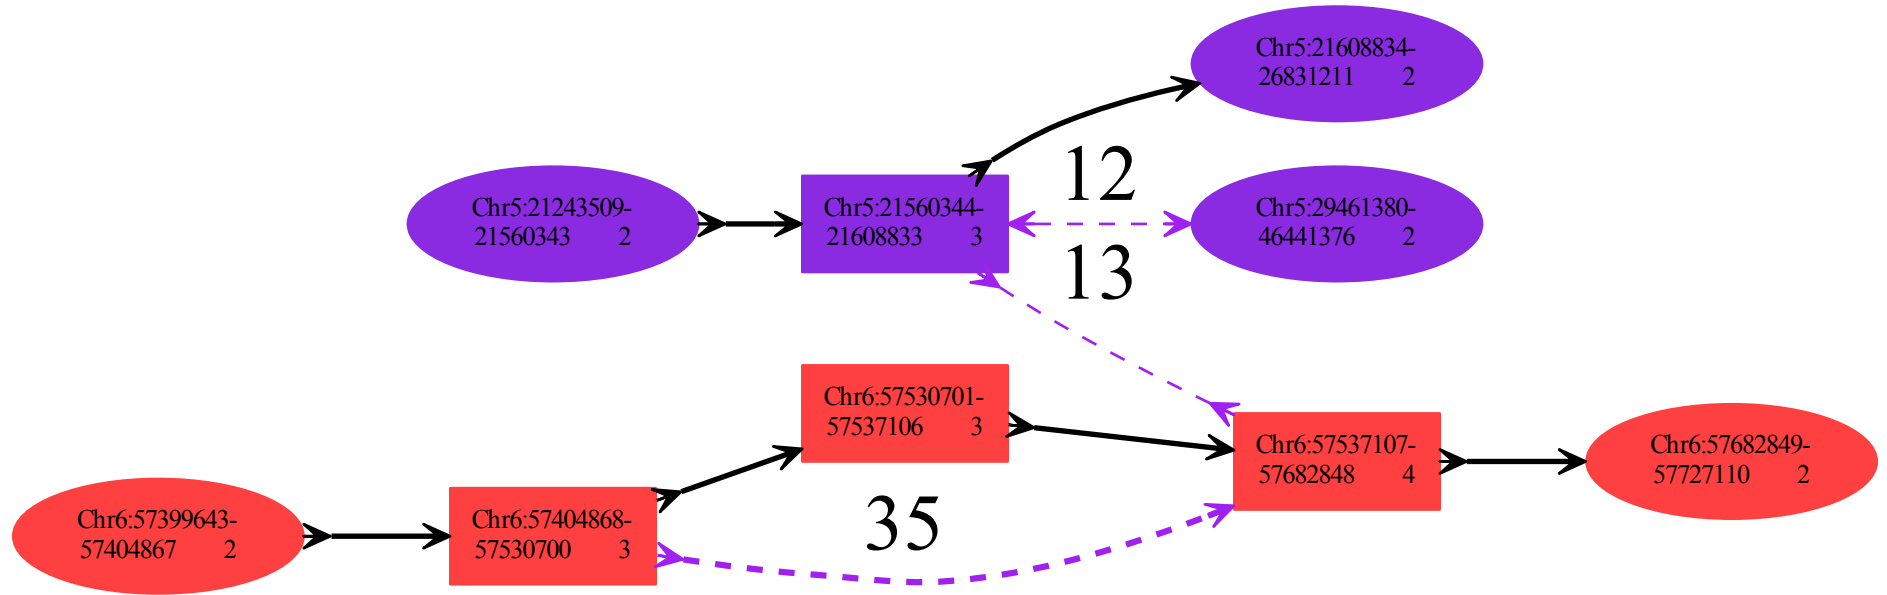 Chr5:21608834-
26831211 2
12
Chr5:21243509-
21560343 2
Chr5:21560344-
21608833 3
Chr5:29461380-
46441376 2
13
Chr6:57530701-
57537106 3
Chr6:57537107-
57682848 4
Chr6:57682849-
57727110 2
35
Chr6:57399643-
57404867 2
Chr6:57404868-
57530700 3